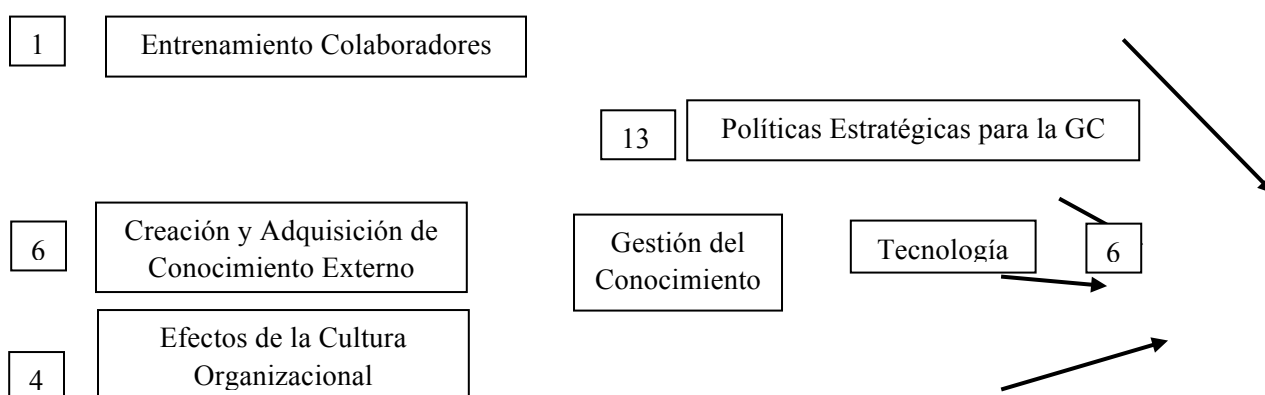 1
Entrenamiento Colaboradores
13
Políticas Estratégicas para la GC
6
Creación y Adquisición de
Conocimiento Externo
Gestión del
Conocimiento
Tecnología
6
4
Efectos de la Cultura
Organizacional